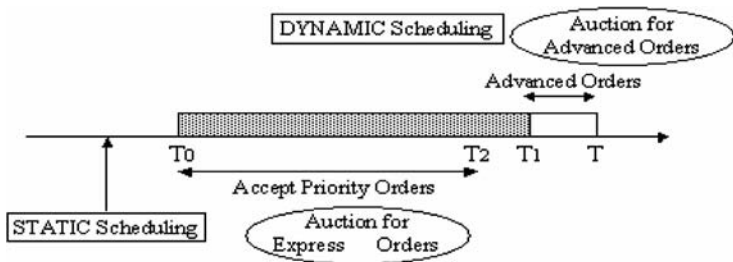 DYNAMIC Scheduling
Auction for
Advanced Orders
Advanced Orders
T0 T2 T1 T
Accept Priority Orders
STATIC Scheduling
Auction for
Express Orders